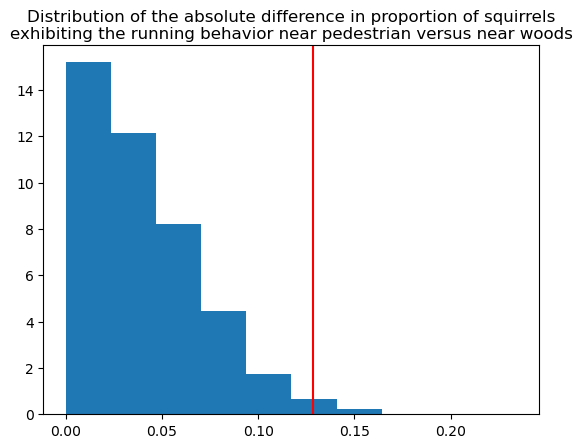 Distribution of the absolute difference in proportion of squirrels
exhibiting the running behavior near pedestrian versus near woods
14
12
10
8
6
4
2
0
0.00 0.05 0.10 0.15 0.20